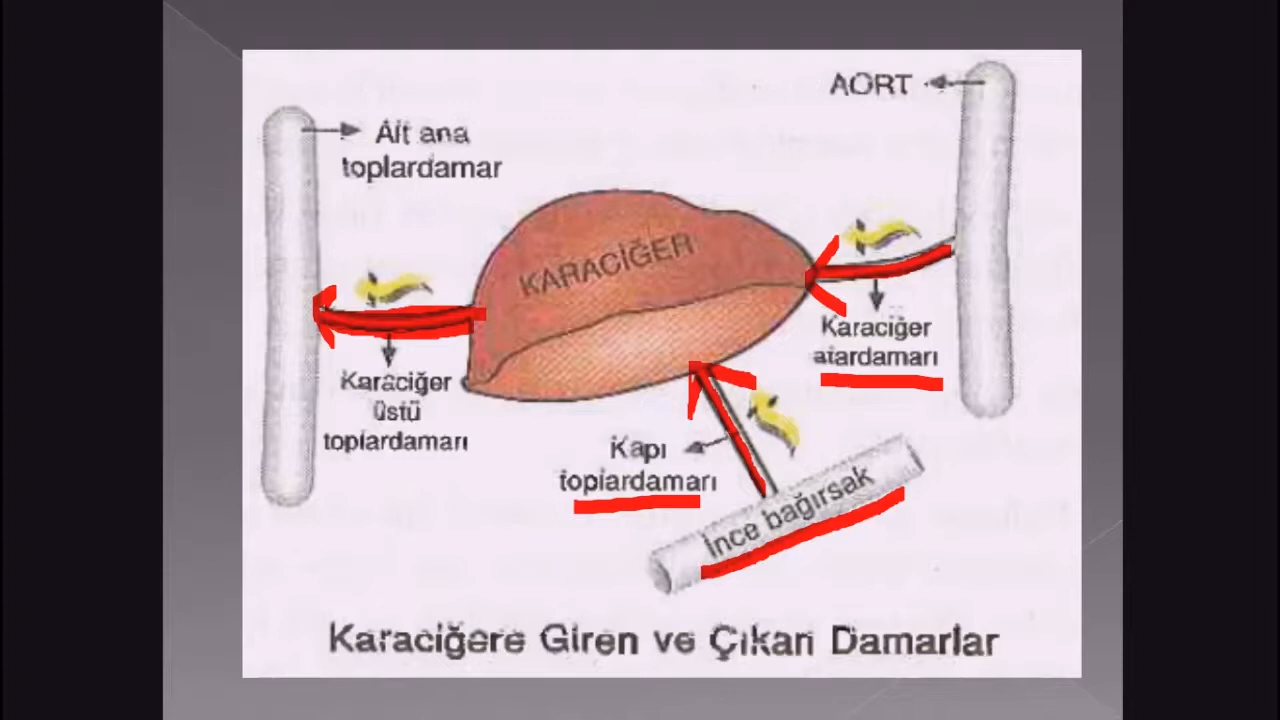 AORT
Alt ana
toplardamar
KARACİĞER
Karaciğer
atardamarı
Karaciğer
üstü
toplardamarı
Kapı
toplardamarı
İnce bağırsak
Karaciğere Giren ve Çıkan Damarlar